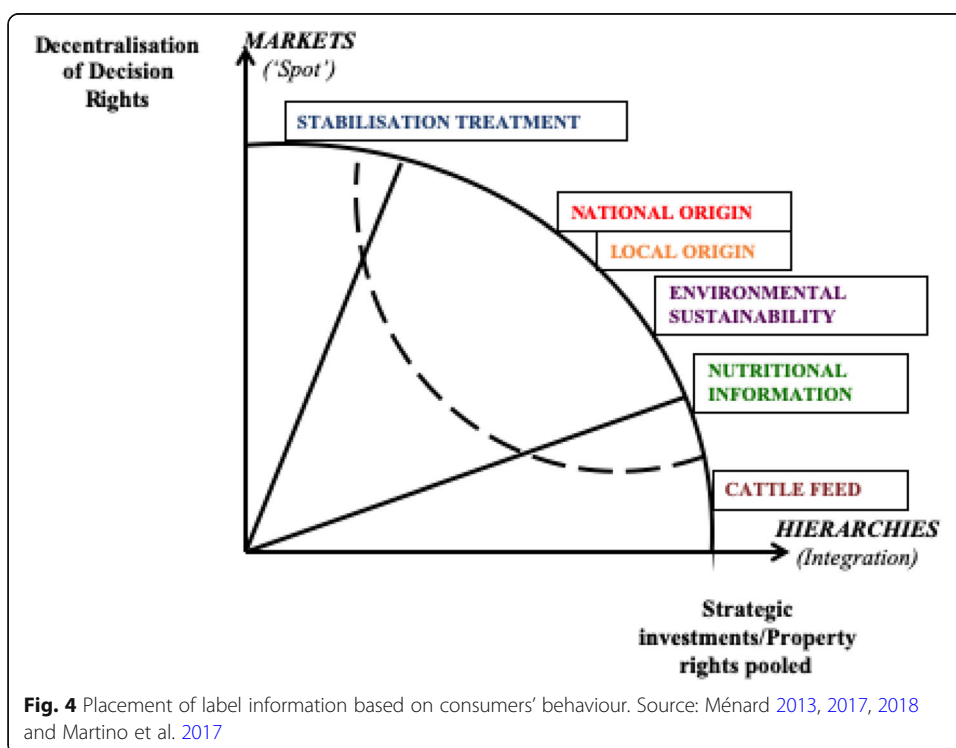 Decentralisation
of Decision
Rights
MARKETS
('Spot')
STABILISATION TREATMENT
NATIONAL ORIGIN
LOCAL ORIGIN
ENVIRONMENTAL
SUSTAINABILITY
NUTRITIONAL
INFORMATION
CATTLE FEED
HIERARCHIES
(Integration)
Strategic
investments/Property
rights pooled
Fig. 4 Placement of label information based on consumers' behaviour. Source: Ménard 2013, 2017, 2018
and Martino et al. 2017